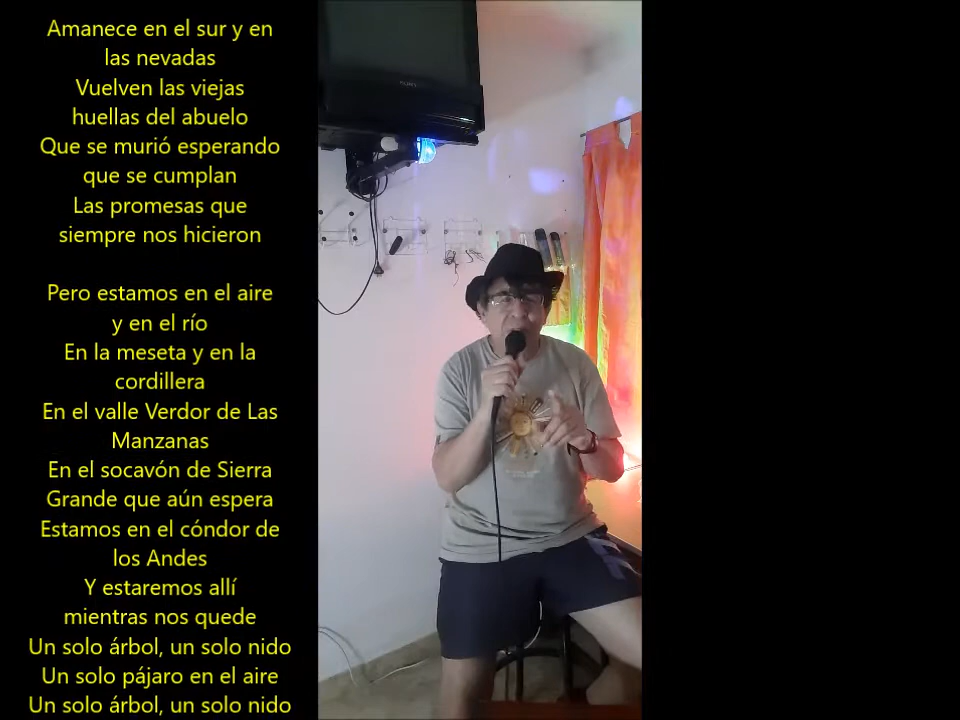 Amanece en el sur y en
las nevadas
Vuelven las viejas
huellas del abuelo
Que se murió esperando
que se cumplan
Las promesas que
siempre nos hicieron
Pero estamos en el aire
y en el río
En la meseta y en la
cordillera
En el valle Verdor de Las
Manzanas
En el socavón de Sierra
Grande que aún espera
Estamos en el cóndor de
los Andes
Y estaremos allí
mientras nos quede
Un solo árbol, un solo nido
Un solo pájaro en el aire
Un solo árbol, un solo nido